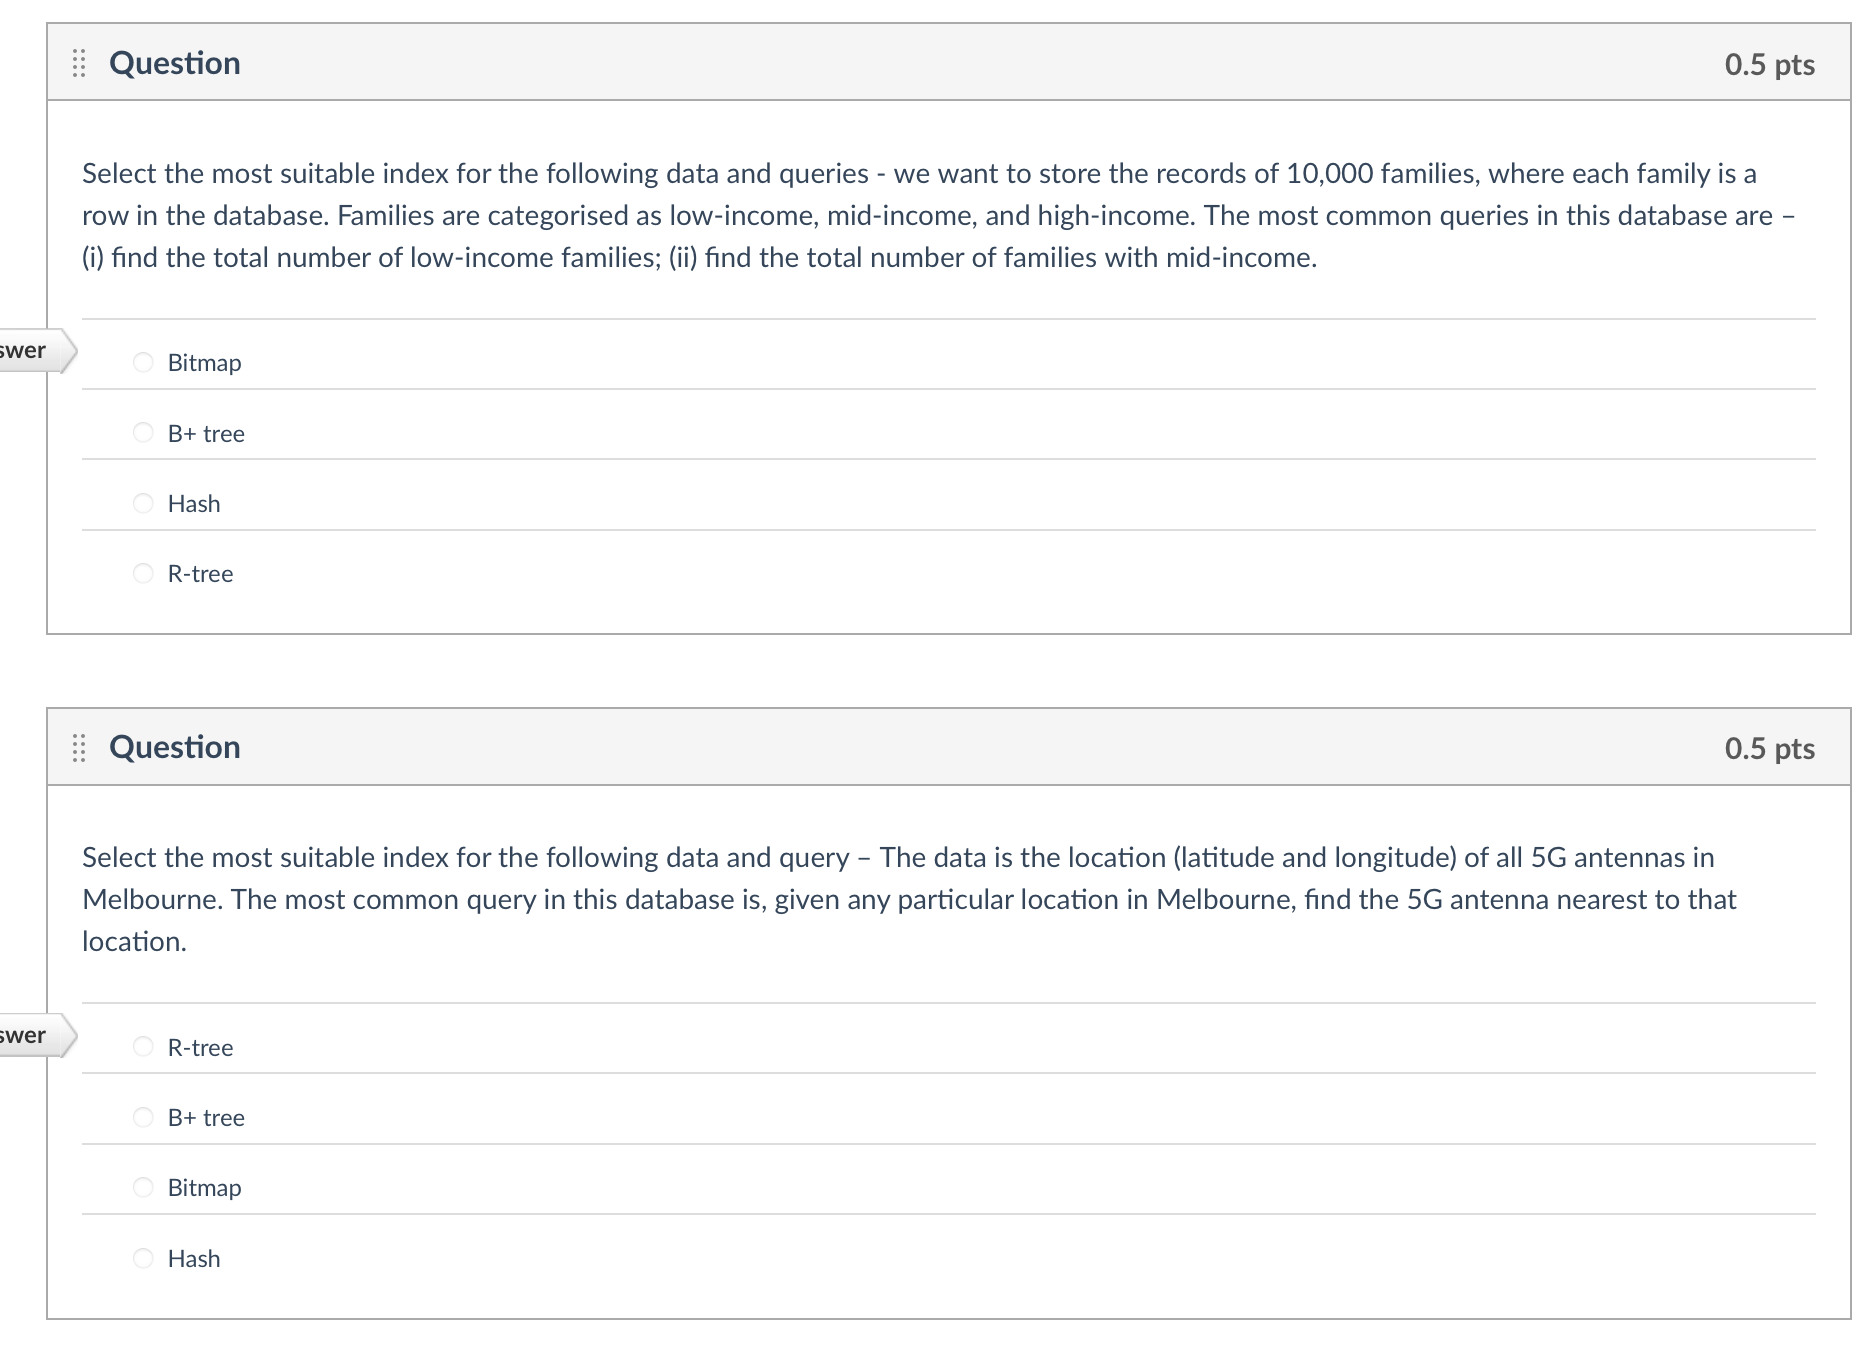 Question
0.5 pts
Select the most suitable index for the following data and queries - we want to store the records of 10,000 families, where each family is a
row in the database. Families are categorised as low-income, mid-income, and high-income. The most common queries in this database are –
(i) find the total number of low-income families; (ii) find the total number of families with mid-income.
swer
Bitmap
B+ tree
Hash
R-tree
Question
0.5 pts
Select the most suitable index for the following data and query – The data is the location (latitude and longitude) of all 5G antennas in
Melbourne. The most common query in this database is, given any particular location in Melbourne, find the 5G antenna nearest to that
location.
swer
R-tree
B+ tree
Bitmap
Hash